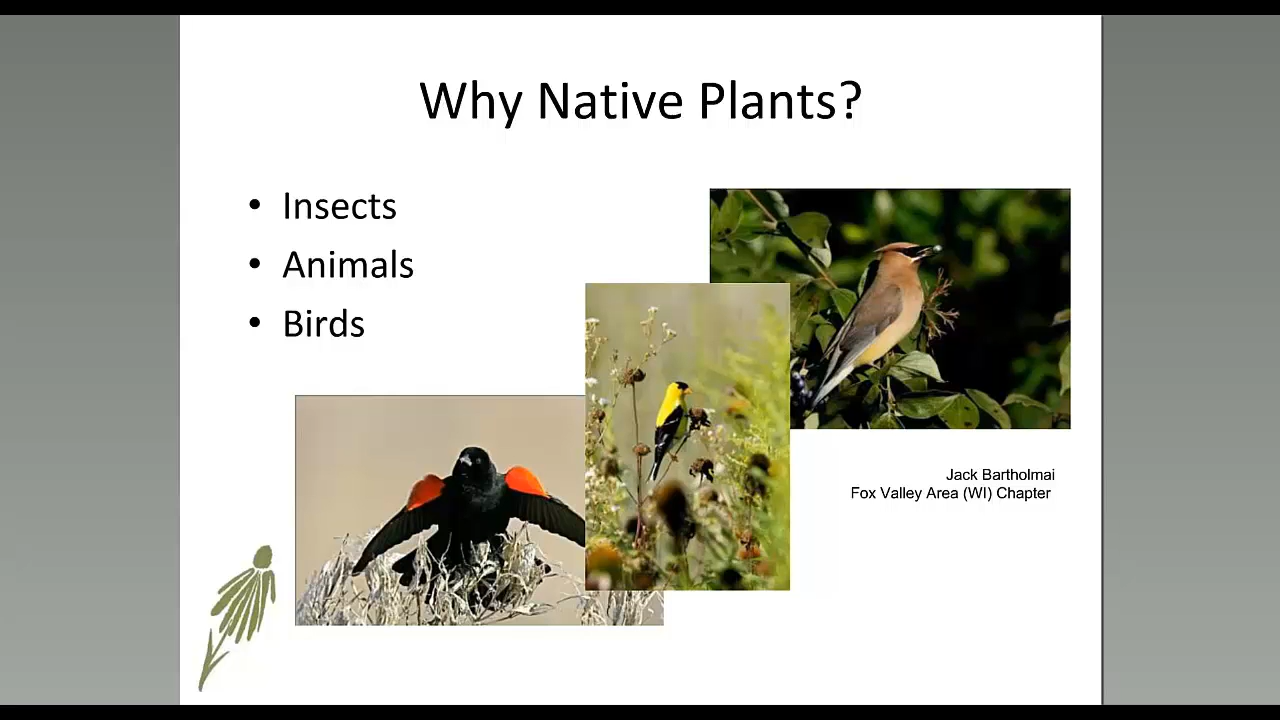 Why Native Plants?
• Insects
• Animals
• Birds
Jack Bartholmai
Fox Valley Area (WI) Chapter